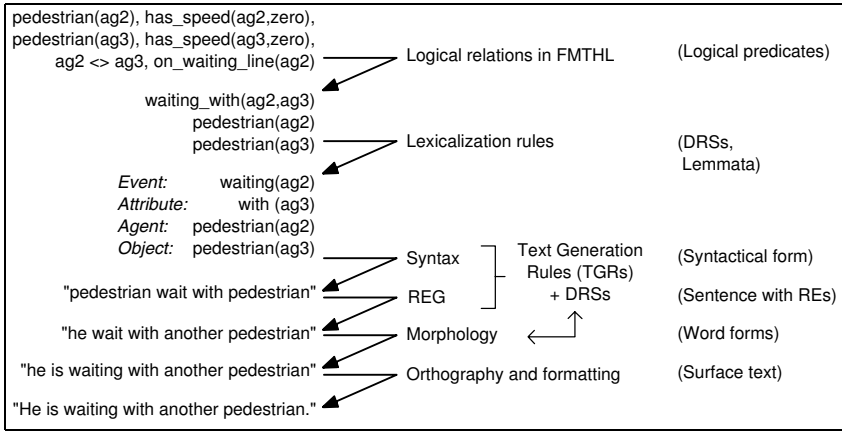 pedestrian(ag2), has_speed(ag2,zero),
pedestrian(ag3), has_speed(ag3,zero),
ag2 <> ag3, on_waiting_line(ag2)
Logical relations in FMTHL (Logical predicates)
waiting_with(ag2,ag3)
pedestrian(ag2)
pedestrian(ag3)
Lexicalization rules (DRSs,
Lemmata)
Event: waiting(ag2)
Attribute: with (ag3)
Agent: pedestrian(ag2)
Object: pedestrian(ag3)
Syntax (Syntactical form)
Text Generation
Rules (TGRs)
+ DRSs
"pedestrian wait with pedestrian"
REG (Sentence with REs)
"he wait with another pedestrian"
Morphology (Word forms)
"he is waiting with another pedestrian"
Orthography and formatting (Surface text)
"He is waiting with another pedestrian."